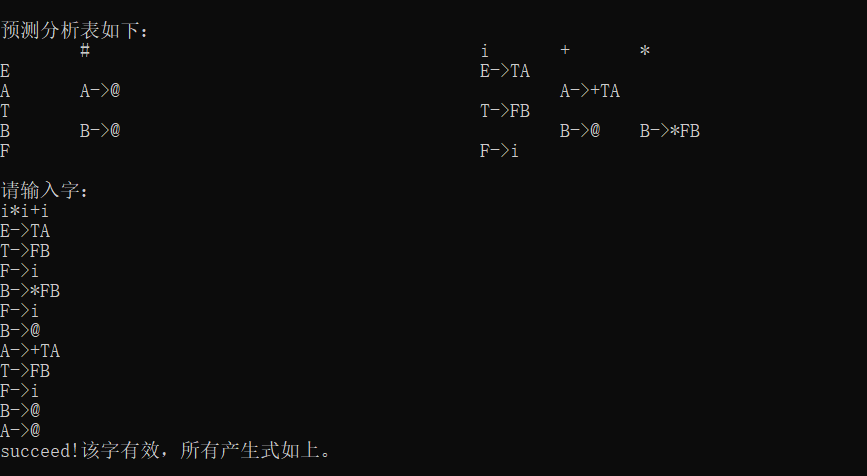 预测分析表如下：
# i + *
E E->TA
A A->@ A->+TA
T T->FB
B B->@ B->@ B->*FB
F F->i
请输入字：
i*i+i
E->TA
T->FB
F->i
B->*FB
F->i
B->@
A->+TA
T->FB
F->i
B->@
A->@
succeed!该字有效，所有产生式如上。